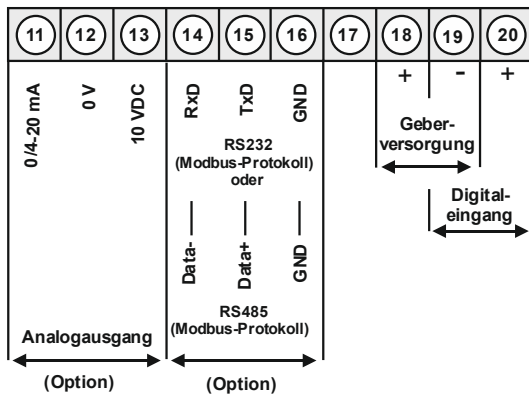 11 12 13 14 15 16 17 18 19 20
0/4-20 mA 0 V 10 VDC RxD TxD GND + - +
RS232
(Modbus-Protokoll)
oder
Geber-
versorgung
Digital-
eingang
Data- Data+ GND
RS485
(Modbus-Protokoll)
Analogausgang
(Option) (Option)